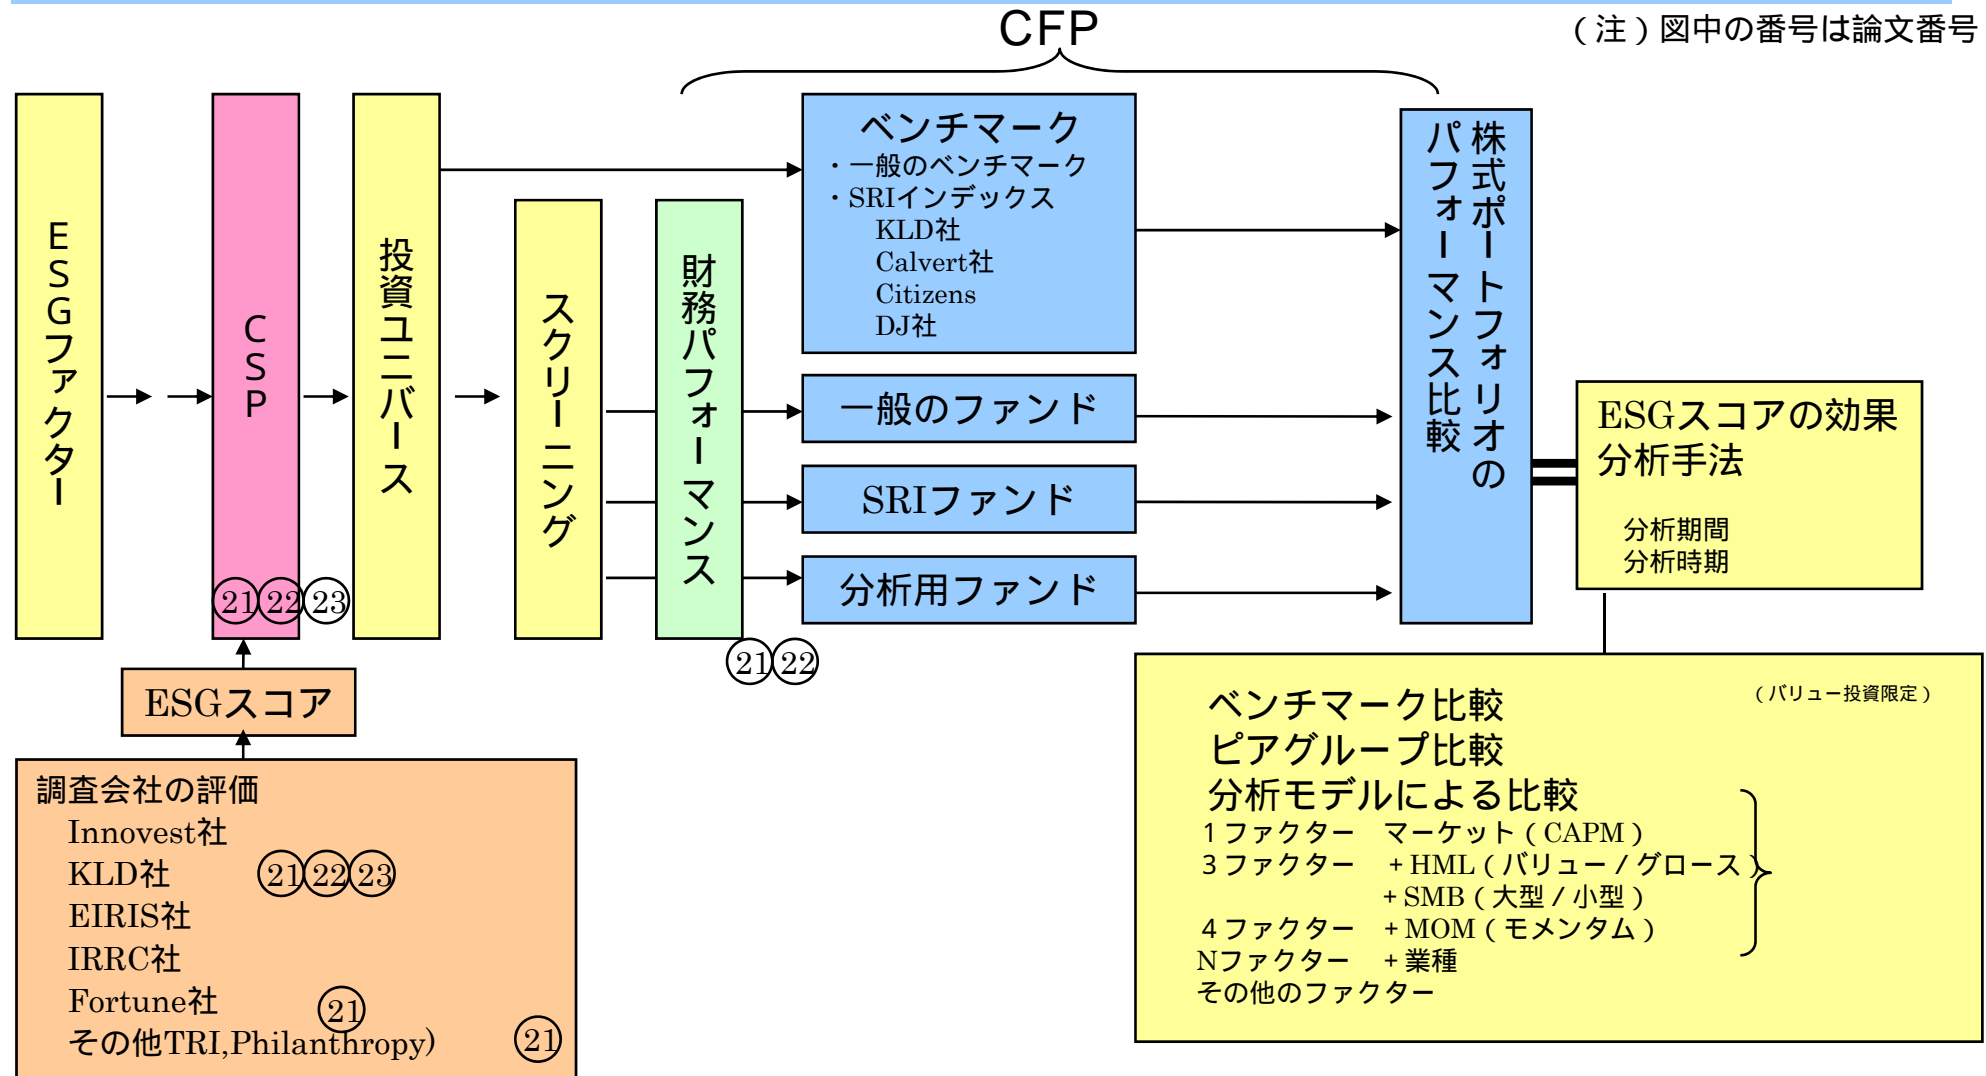 CFP
(注)図中の番号は論文番号
ESGファクター
CSP
投資ユニバース
スクリーニング
財務パフォーマンス
ベンチマーク
・一般のベンチマーク
・SRIインデックス
KLD社
Calvert社
Citizens
DJ社
一般のファンド
SRIファンド
分析用ファンド
株式ポートフォリオの
パフォーマンス比較
ESGスコアの効果
分析手法
分析期間
分析時期
㉑㉒㉓
㉑㉒
ESGスコア
調査会社の評価
Innovest社
KLD社 ㉑㉒㉓
EIRIS社
IRRC社
Fortune社 ㉑
その他TRI,Philanthropy) ㉑
ベンチマーク比較 (バリュー投資限定)
ピアグループ比較
分析モデルによる比較
1ファクター マーケット(CAPM)
3ファクター +HML(バリュー/グロース)
+SMB(大型/小型)
4ファクター +MOM(モメンタム)
Nファクター +業種
その他のファクター